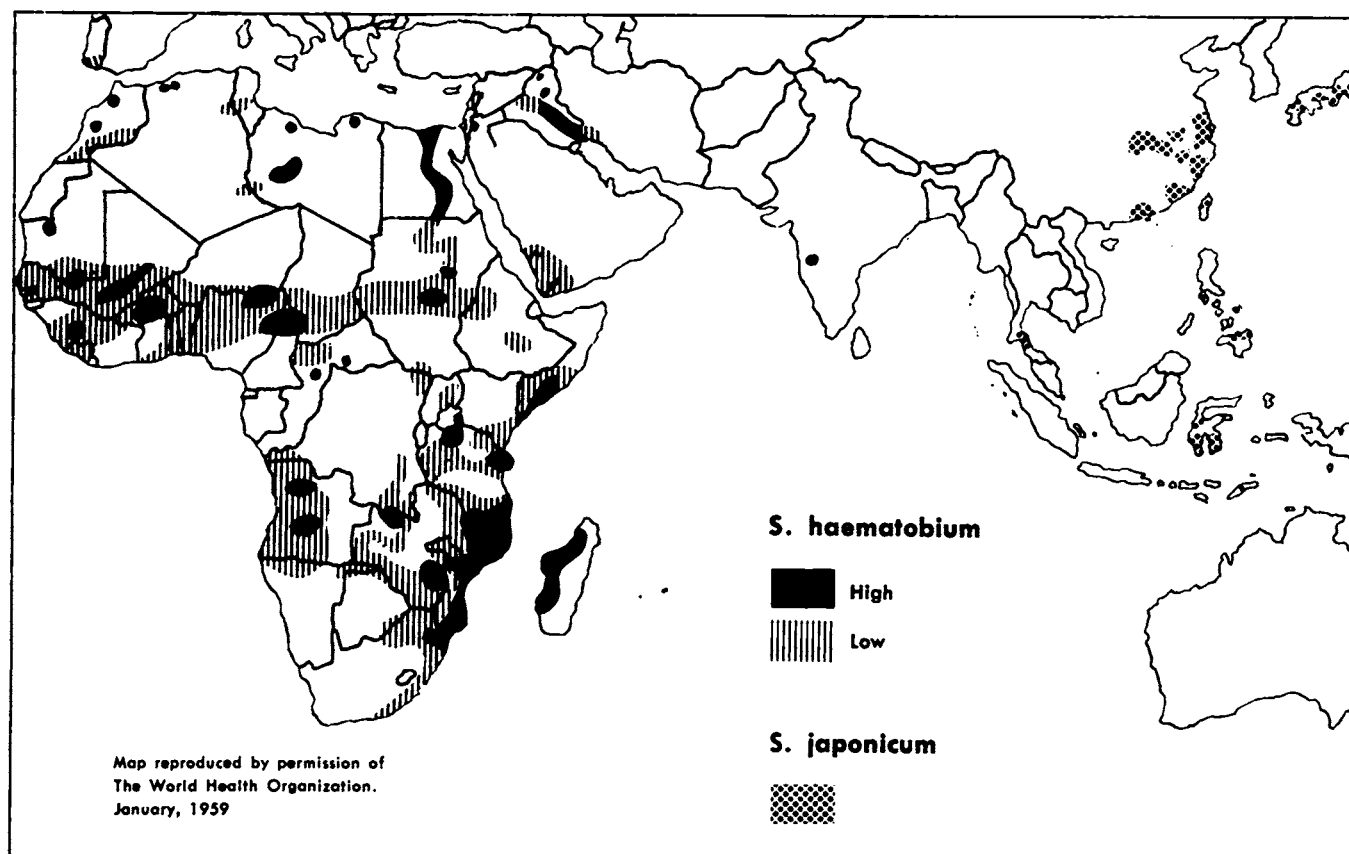 S. haematobium
High
Low
S. japonicum
Map reproduced by permission of
The World Health Organization.
January, 1959